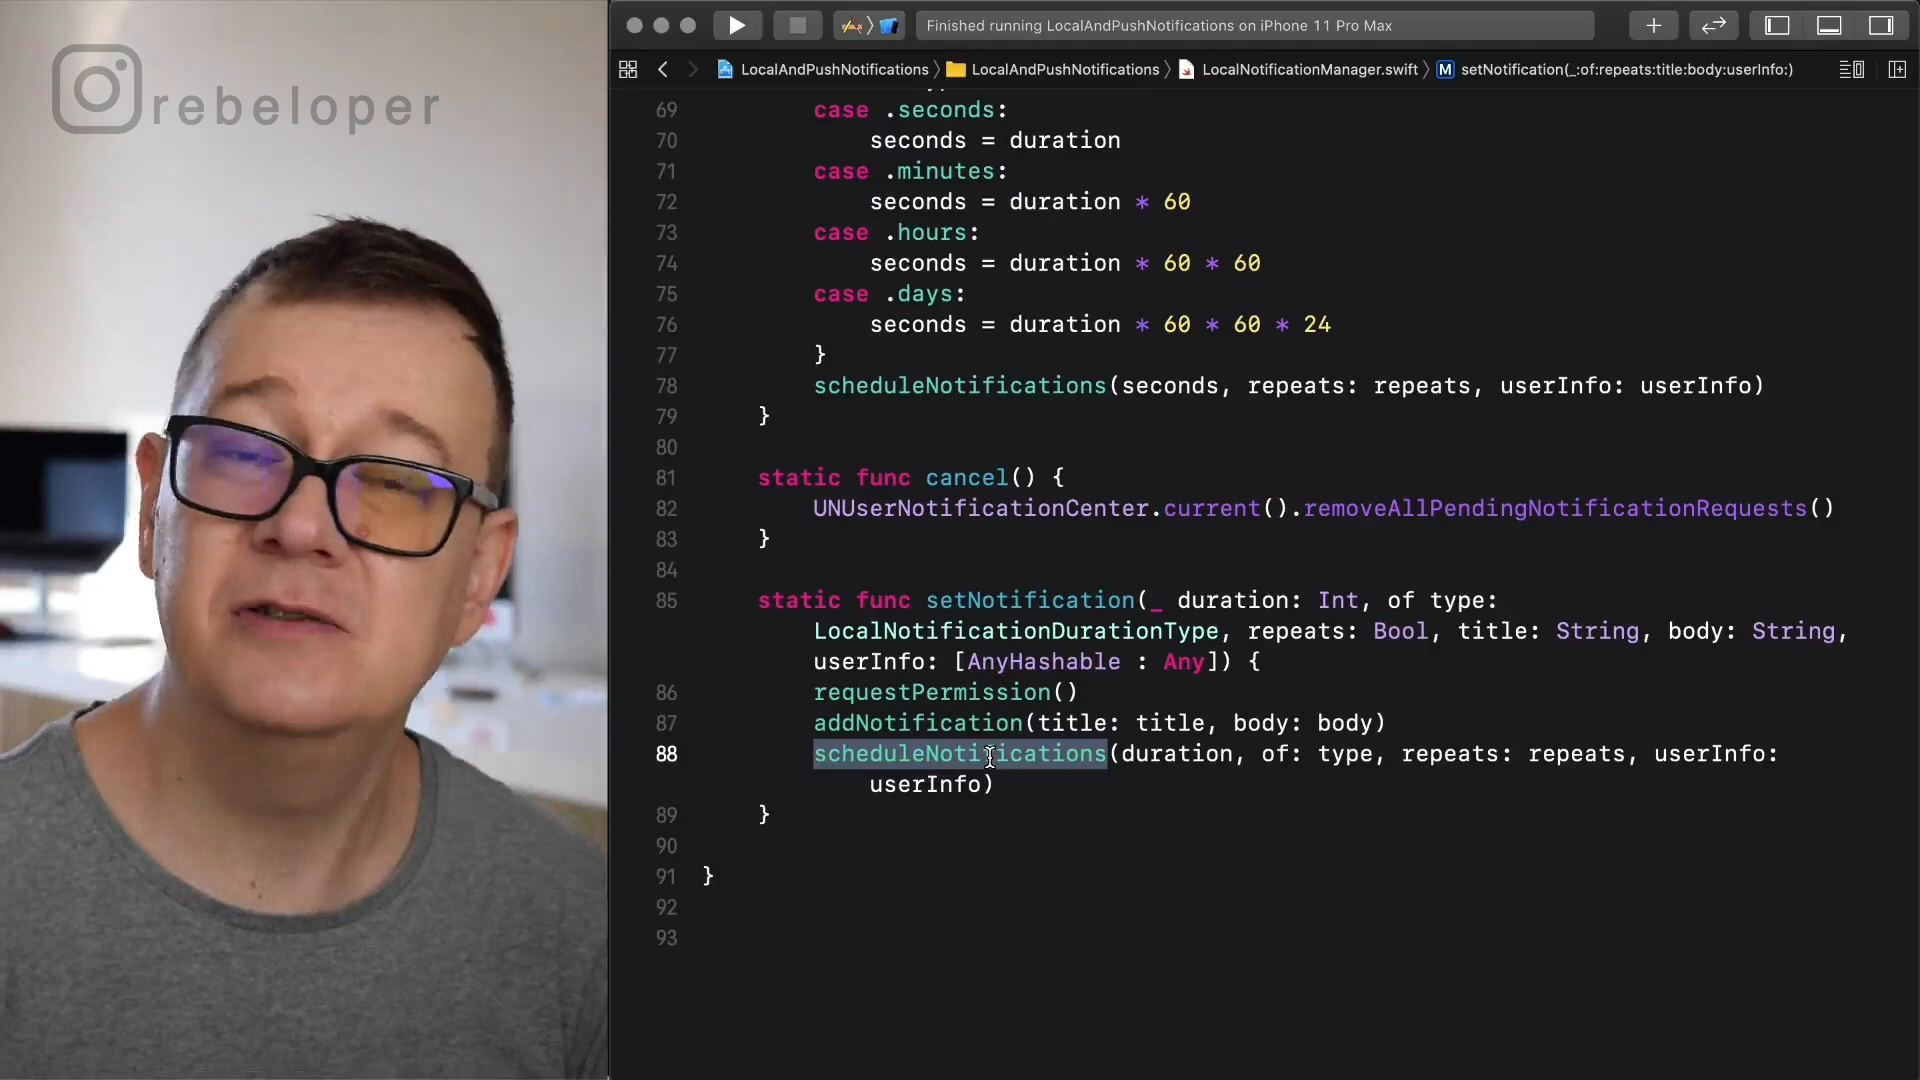 rebeloper
Finished running LocalAndPushNotifications on iPhone 11 Pro Max
LocalAndPushNotifications
LocalAndPushNotifications
LocalNotificationManager.swift
M
setNotification(_:of:repeats:title:body:userInfo:)
69 case .seconds:
70 seconds = duration
71 case .minutes:
72 seconds = duration * 60
73 case .hours:
74 seconds = duration * 60 * 60
75 case .days:
76 seconds = duration * 60 * 60 * 24
77 }
78 scheduleNotifications(seconds, repeats: repeats, userInfo: userInfo)
79 }
80
81 static func cancel() {
82 UNUserNotificationCenter.current().removeAllPendingNotificationRequests()
83 }
84
85 static func setNotification(_ duration: Int, of type:
LocalNotificationDurationType, repeats: Bool, title: String, body: String,
userInfo: [AnyHashable : Any]) {
86 requestPermission()
87 addNotification(title: title, body: body)
88 scheduleNotifications(duration, of: type, repeats: repeats, userInfo:
userInfo)
89 }
90
91 }
92
93